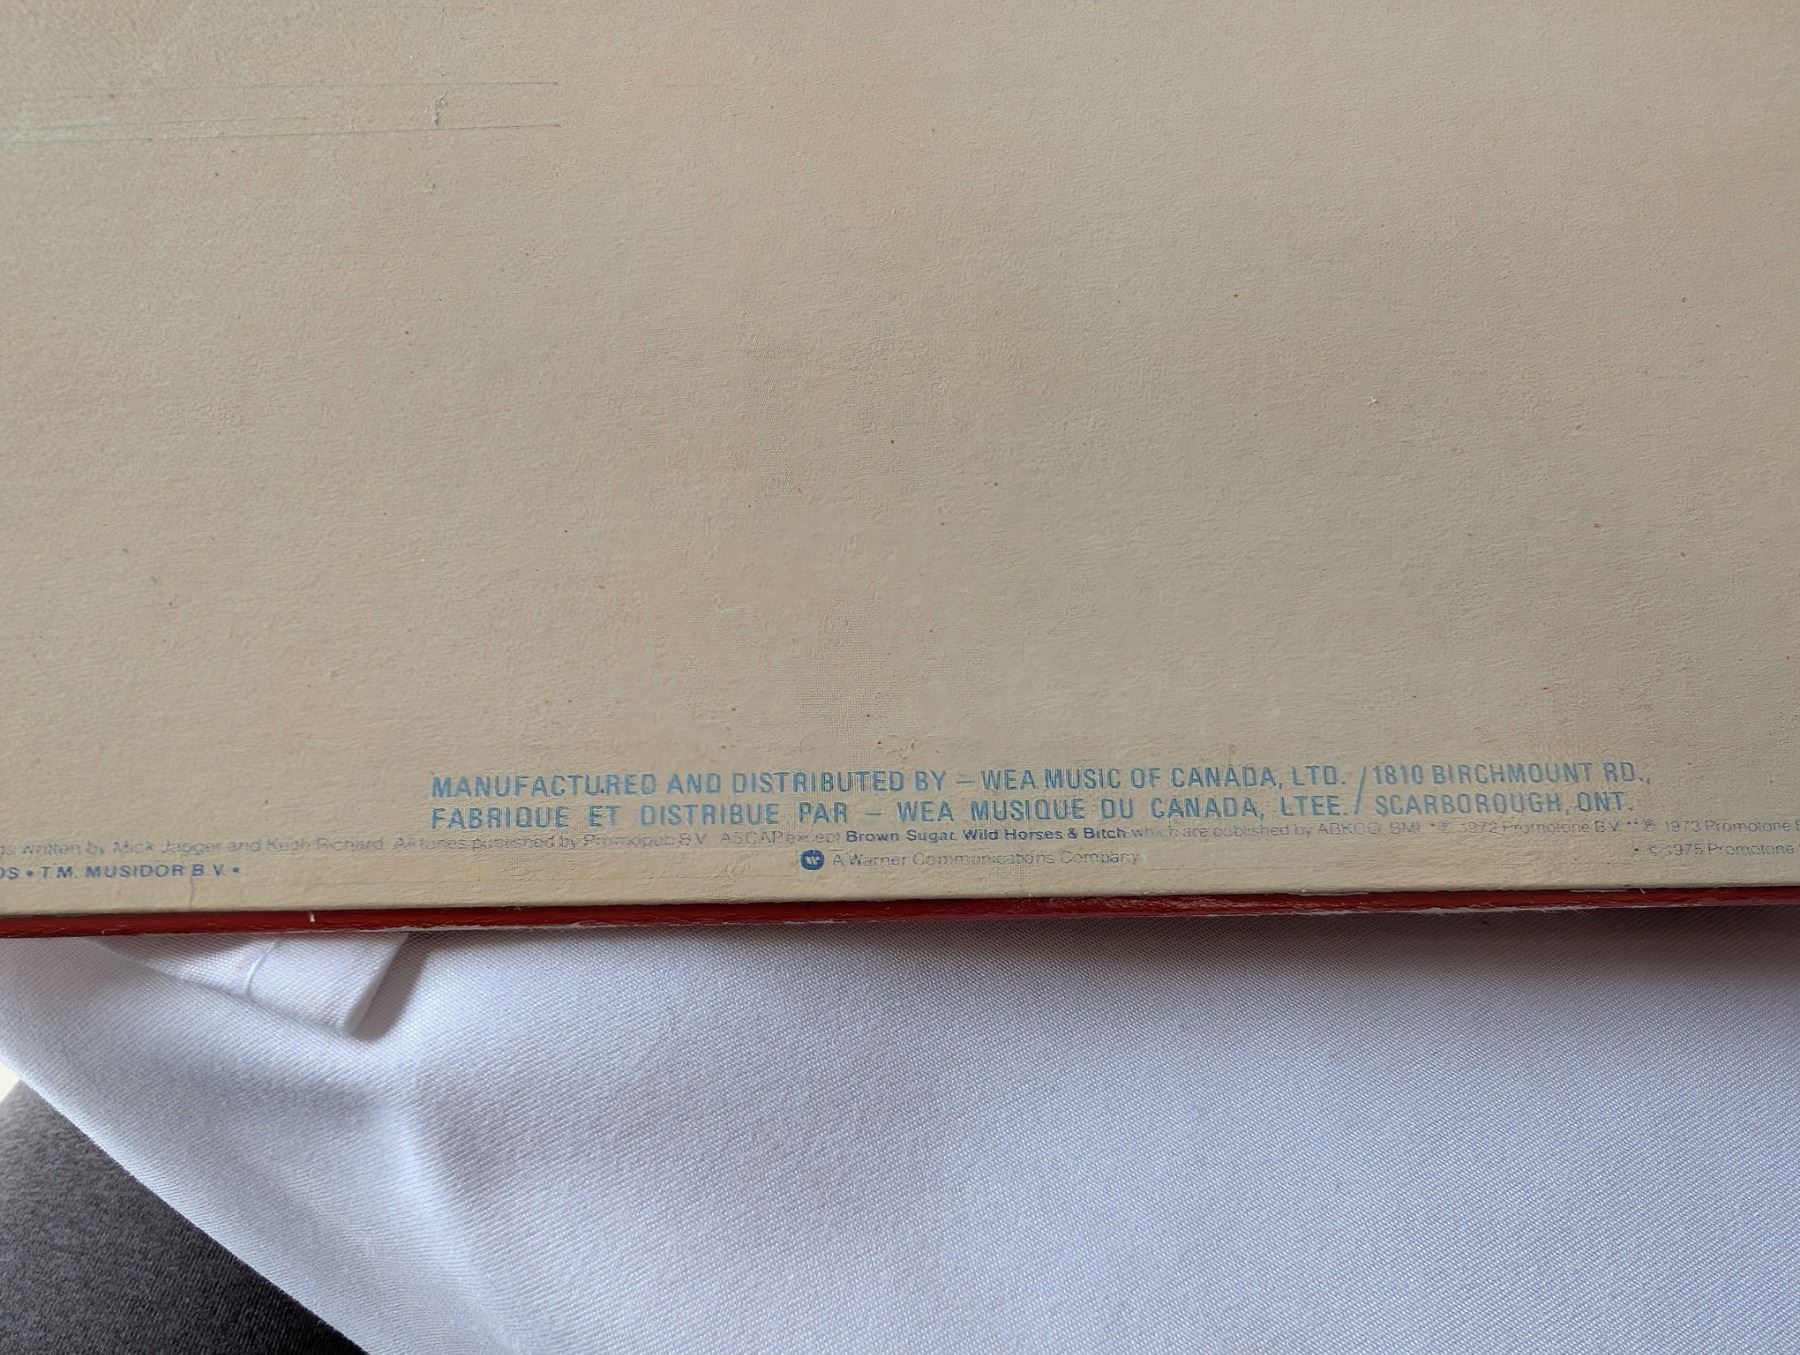 MANUFACTURED AND DISTRIBUTED BY – WEA MUSIC OF CANADA, LTD. / 1810 BIRCHMOUNT RD.,
FABRIQUE ET DISTRIBUE PAR – WEA MUSIQUE DU CANADA, LTEE. / SCARBOROUGH, ONT.
written by Mick Jagger and Keith Richard. All tunes published by Promopub B.V. ASCAP except Brown Sugar, Wild Horses & Bitch which are published by ABKCO, BMI. * ℗ 1972 Promotone B.V. ** ℗ 1973 Promotone
A Warner Communications Company • © 1975 Promotone
• T.M. MUSIDOR B.V. •